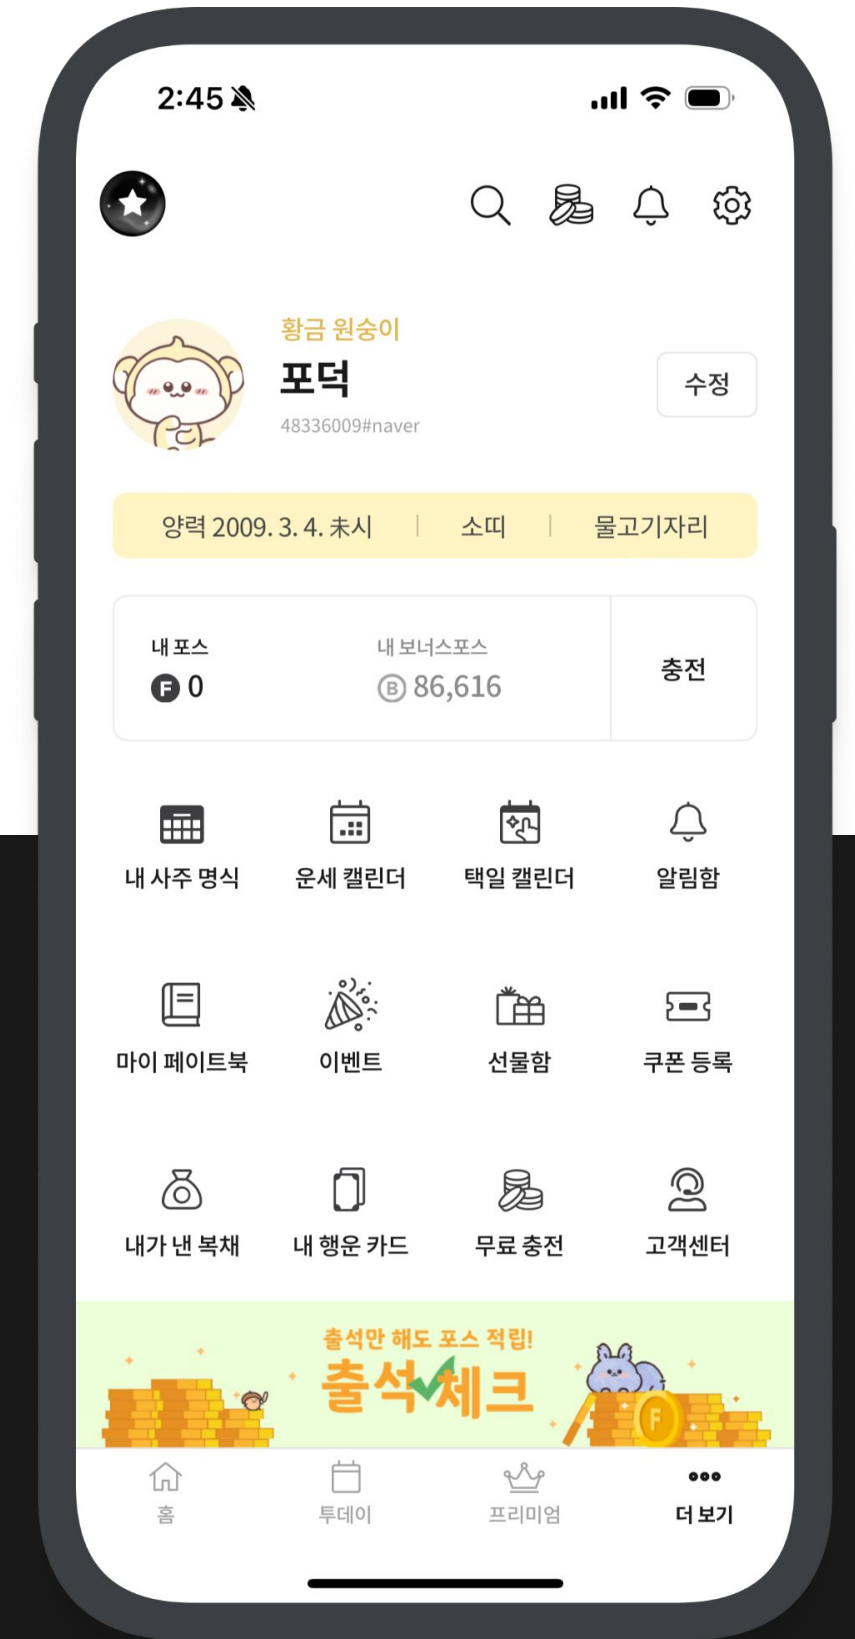 2:45
황금 원숭이
포덕
48336009#naver
수정
양력 2009. 3. 4. 未시 | 소띠 | 물고기자리
내 포스 내 보너스포스
F 0 B 86,616
충전
내 사주 명식 운세 캘린더 택일 캘린더 알림함
마이 페이트북 이벤트 선물함 쿠폰 등록
내가 낸 복채 내 행운 카드 무료 충전 고객센터
출석만 해도 포스 적립!
출석체크
F
홈 투데이 프리미엄 더 보기